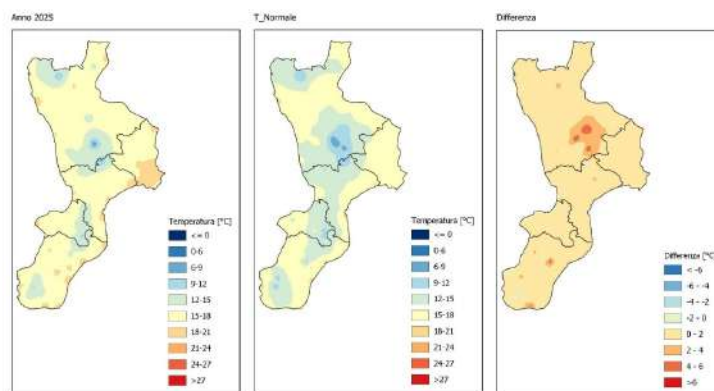 Anno 2025
Temperatura [°C]
<= 0
0-6
6-9
9-12
12-15
15-18
18-21
21-24
24-27
>27
T_Normale
Temperatura [°C]
<= 0
0-6
6-9
9-12
12-15
15-18
18-21
21-24
24-27
>27
Differenza
Differenza [°C]
< -6
-6 - -4
-4 - -2
-2 - 0
0 - 2
2 - 4
4 - 6
>6